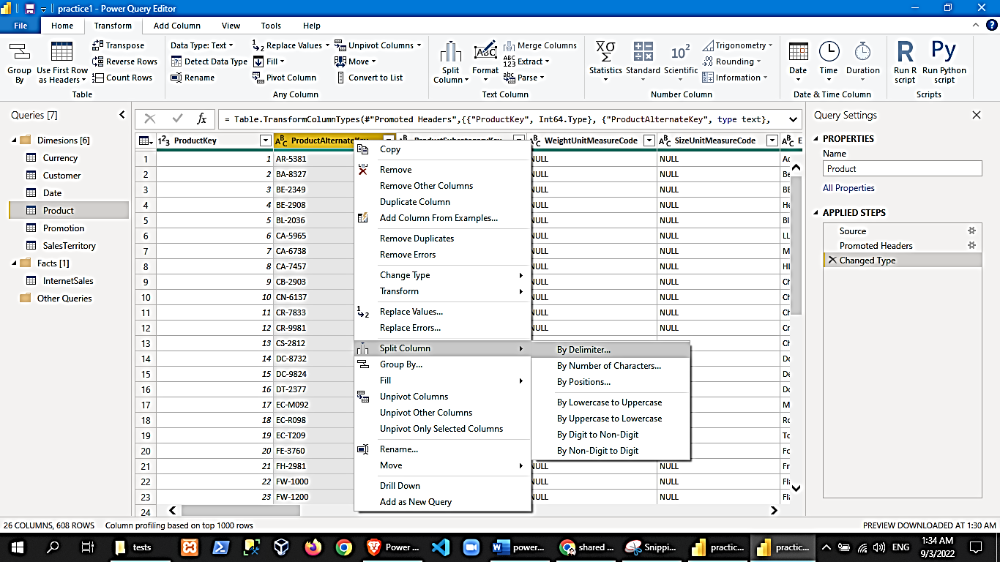 practice1 - Power Query Editor
File Home Transform Add Column View Tools Help
Group By
Use First Row as Headers
Transpose
Reverse Rows
Count Rows
Table
Data Type: Text
Detect Data Type
Rename
Replace Values
Fill
Pivot Column
Unpivot Columns
Move
Convert to List
Any Column
Split Column
Format
ABC
Merge Columns
ABC 123 Extract
abc Parse
Text Column
XΣ σ Statistics
Standard
10² Scientific
Trigonometry
.00 Rounding
Information
Number Column
Date
Time
Duration
Date & Time Column
R Run R script
Py Run Python script
Scripts
Queries [7]
Dimesions [6]
Currency
Customer
Date
Product
Promotion
SalesTerritory
Facts [1]
InternetSales
Other Queries
fx = Table.TransformColumnTypes(#"Promoted Headers",{{"ProductKey", Int64.Type}, {"ProductAlternateKey", type text},
1²3 ProductKey ABC ProductAlternateKey ABC ProductSubcategoryKey ABC WeightUnitMeasureCode ABC SizeUnitMeasureCode ABC E
1 1 AR-5381 NULL NULL
2 2 BA-8327 NULL NULL Be
3 3 BE-2349 NULL NULL BE
4 4 BE-2908 NULL NULL He
5 5 BL-2036 NULL NULL Bl
6 6 CA-5965 NULL NULL LL
7 7 CA-6738 NULL NULL M
8 8 CA-7457 NULL NULL HI
9 9 CB-2903 NULL NULL Ch
10 10 CN-6137 NULL NULL Ch
11 11 CR-7833 NULL NULL Ch
12 12 CR-9981 NULL NULL Cr
13 13 CS-2812 Ch
14 14 DC-8732 De
15 15 DC-9824 De
16 16 DT-2377 De
17 17 EC-M092 M
18 18 EC-R098 Ro
19 19 EC-T209 To
20 20 FE-3760 Fo
21 21 FH-2981 NULL NULL Fr
22 22 FW-1000 NULL NULL Fla
23 23 FW-1200 NULL NULL Fla
24
Copy
Remove
Remove Other Columns
Duplicate Column
Add Column From Examples...
Remove Duplicates
Remove Errors
Change Type
Transform
Replace Values...
Replace Errors...
Split Column
Group By...
Fill
Unpivot Columns
Unpivot Other Columns
Unpivot Only Selected Columns
Rename...
Move
Drill Down
Add as New Query
By Delimiter...
By Number of Characters...
By Positions...
By Lowercase to Uppercase
By Uppercase to Lowercase
By Digit to Non-Digit
By Non-Digit to Digit
Query Settings
PROPERTIES
Name
Product
All Properties
APPLIED STEPS
Source
Promoted Headers
Changed Type
26 COLUMNS, 608 ROWS Column profiling based on top 1000 rows PREVIEW DOWNLOADED AT 1:30 AM
tests Power ... power... shared ... Snippi... practic... practic... ENG 1:34 AM
9/3/2022